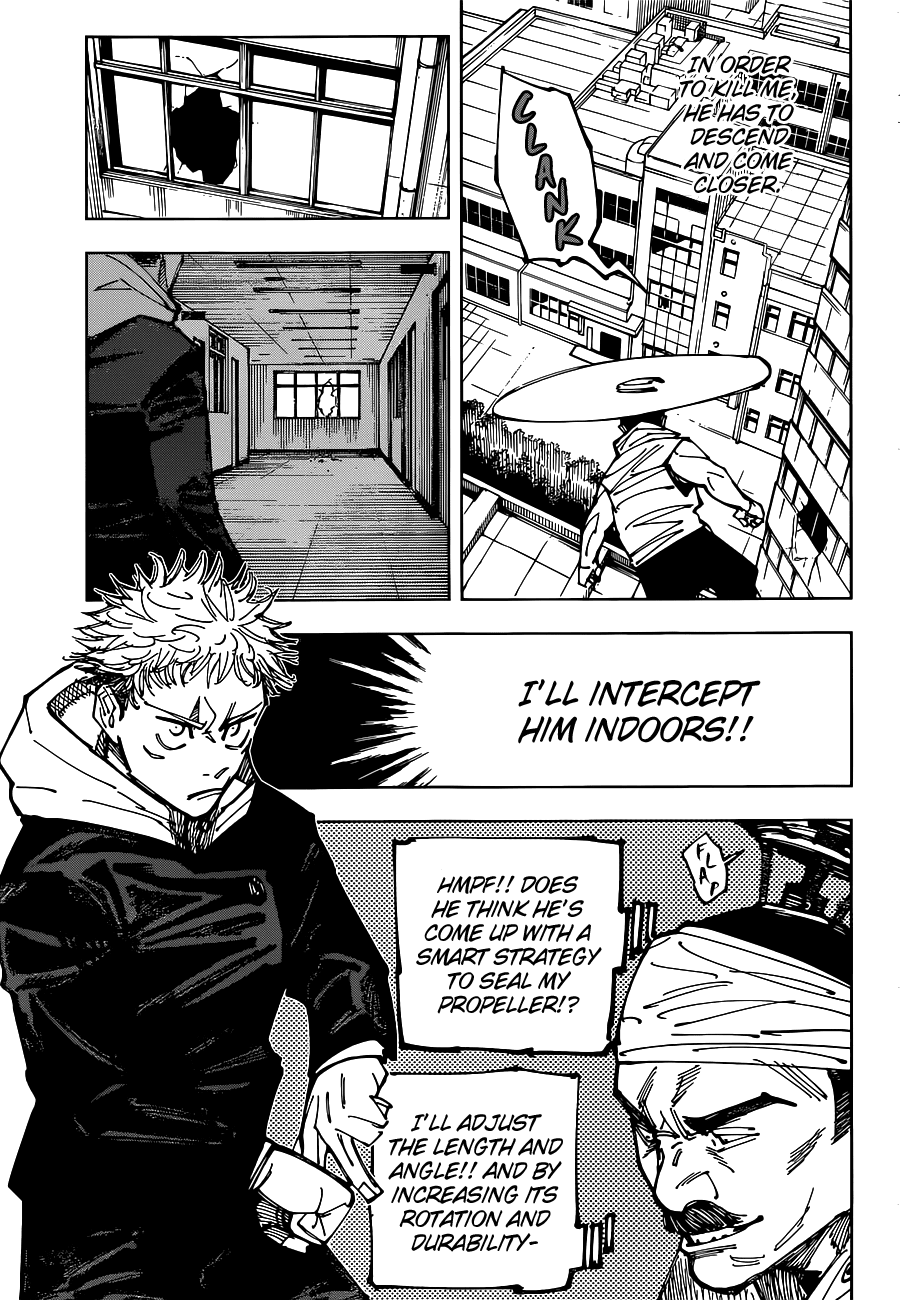 IN ORDER
TO KILL ME,
HE HAS TO
DESCEND
AND COME
CLOSER.
CLANK
I'LL INTERCEPT
HIM INDOORS!!
FLAP
HMPF!! DOES
HE THINK HE'S
COME UP WITH A
SMART STRATEGY
TO SEAL MY
PROPELLER!?
I'LL ADJUST
THE LENGTH AND
ANGLE!! AND BY
INCREASING ITS
ROTATION AND
DURABILITY-